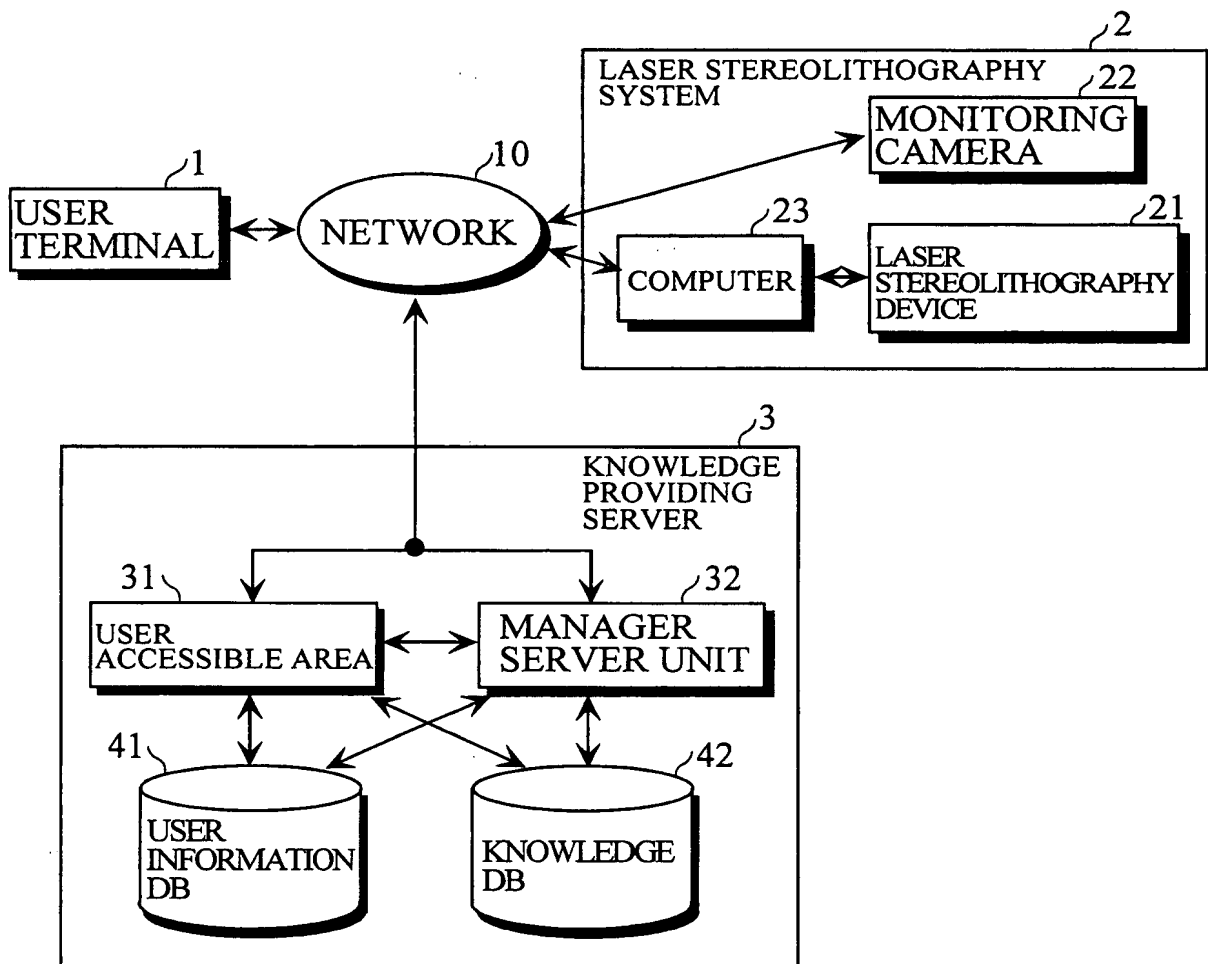 2
LASER STEREOLITHOGRAPHY
SYSTEM
22
MONITORING
CAMERA
1
USER
TERMINAL
10
NETWORK
23
COMPUTER
21
LASER
STEREOLITHOGRAPHY
DEVICE
3
KNOWLEDGE
PROVIDING
SERVER
31
USER
ACCESSIBLE AREA
32
MANAGER
SERVER UNIT
41
USER
INFORMATION
DB
42
KNOWLEDGE
DB